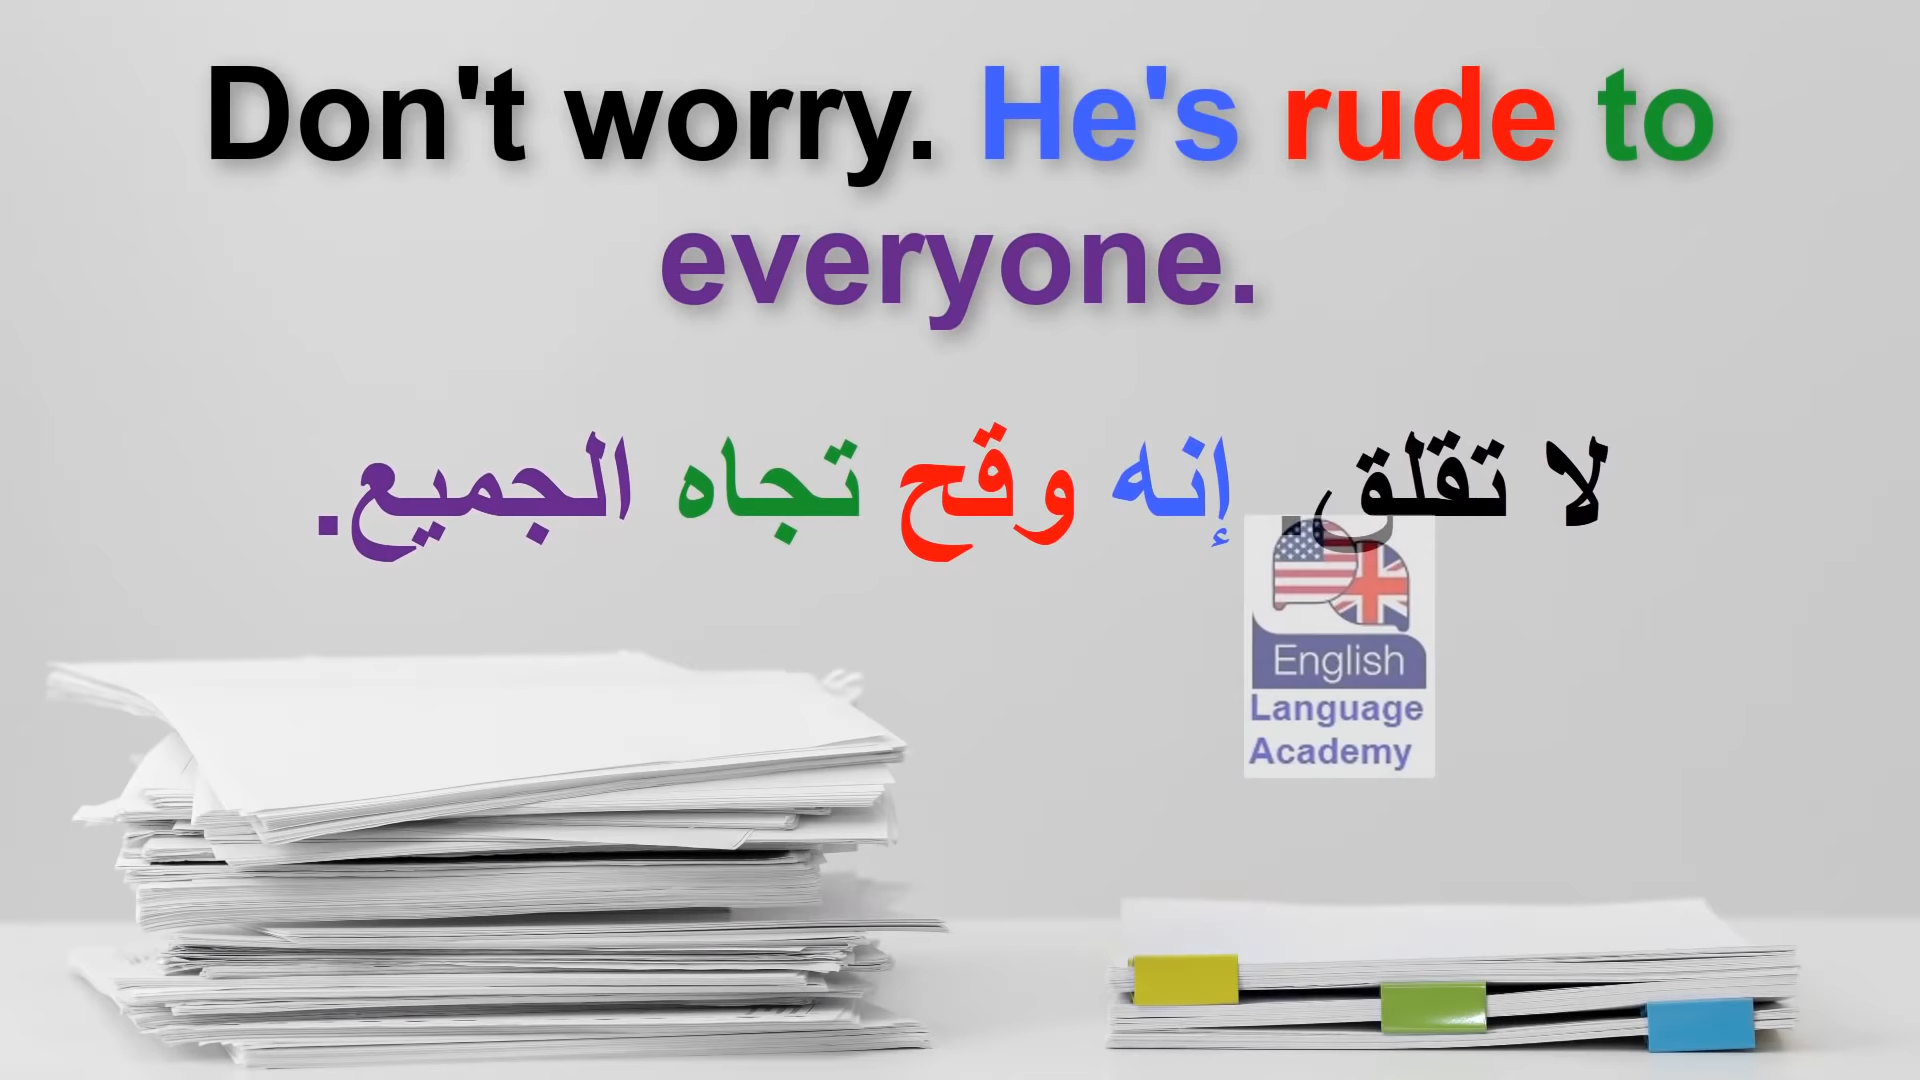 Don't worry. He's rude to
everyone.
لا تقلق. إنه وقح تجاه الجميع.
English
Language
Academy